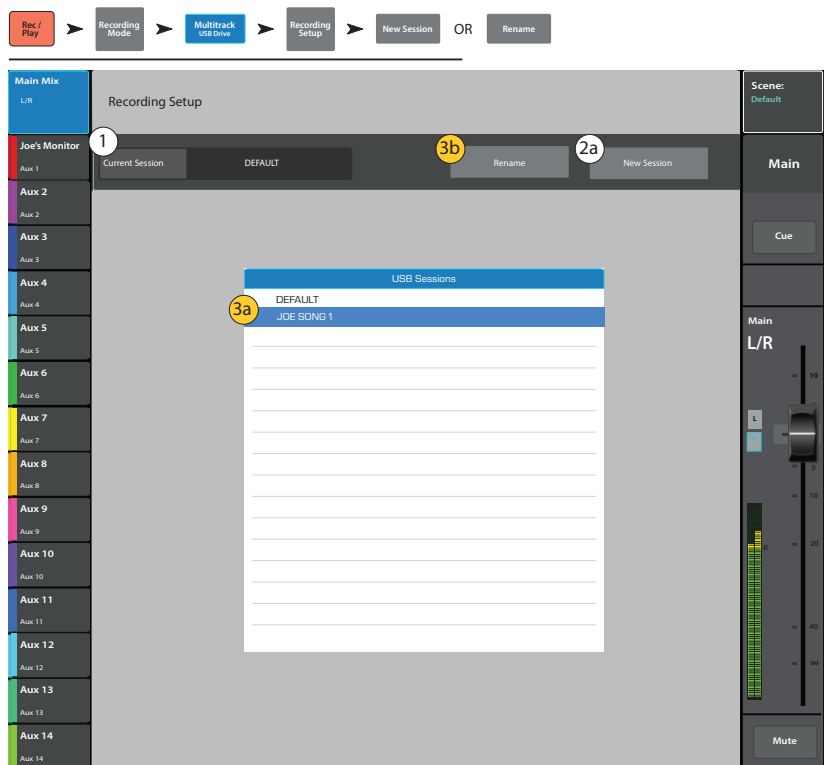 Rec /
Play
Recording
Mode
Multitrack
USB Drive
Recording
Setup
New Session
OR
Rename
Main Mix
L/R
Recording Setup
Scene:
Default
1
Current Session
DEFAULT
3b
Rename
2a
New Session
Joe's Monitor
Aux 1
Aux 2
Aux 2
Aux 3
Aux 3
Aux 4
Aux 4
Aux 5
Aux 5
Aux 6
Aux 6
Aux 7
Aux 7
Aux 8
Aux 8
Aux 9
Aux 9
Aux 10
Aux 10
Aux 11
Aux 11
Aux 12
Aux 12
Aux 13
Aux 13
Aux 14
Aux 14
USB Sessions
DEFAULT
3a
JOE SONG 1
Main
Cue
Main
L/R
10
L
5
10
0
20
40
∞
Mute